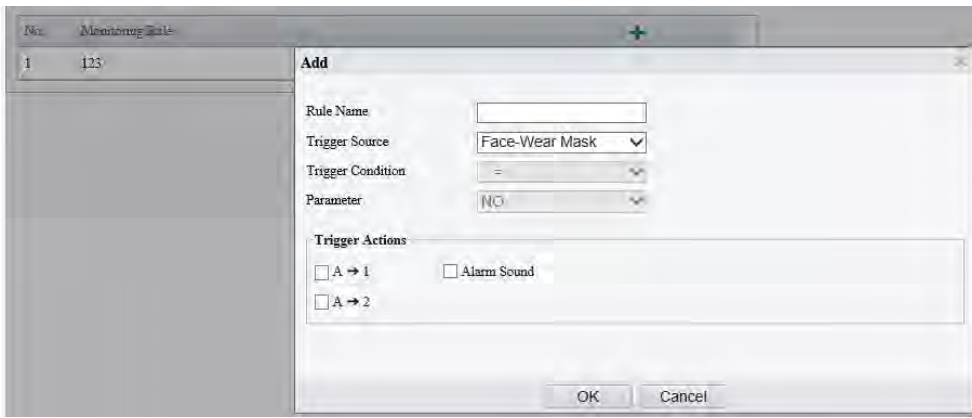 No. Monitoring Rule
1 123
Add
Rule Name
Trigger Source Face-Wear Mask
Trigger Condition =
Parameter NO
Trigger Actions
A ➔ 1 Alarm Sound
A ➔ 2
OK Cancel